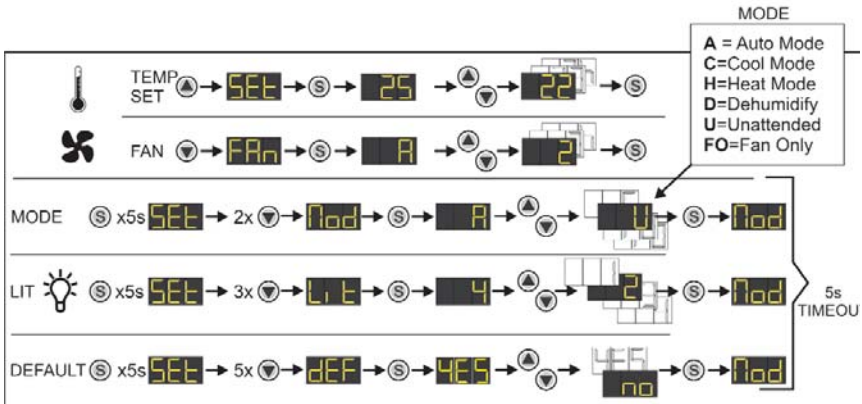 MODE
A = Auto Mode
C=Cool Mode
H=Heat Mode
D=Dehumidify
U=Unattended
FO=Fan Only
TEMP SET SEt S 25 22 S
FAN FAn S A 2 S
MODE S x5s SEt 2x Mod S A U S Mod
LIT S x5s SEt 3x Lit S 4 2 S Mod
5s
TIMEOUT
DEFAULT S x5s SEt 5x dEF S YES YES no S Mod